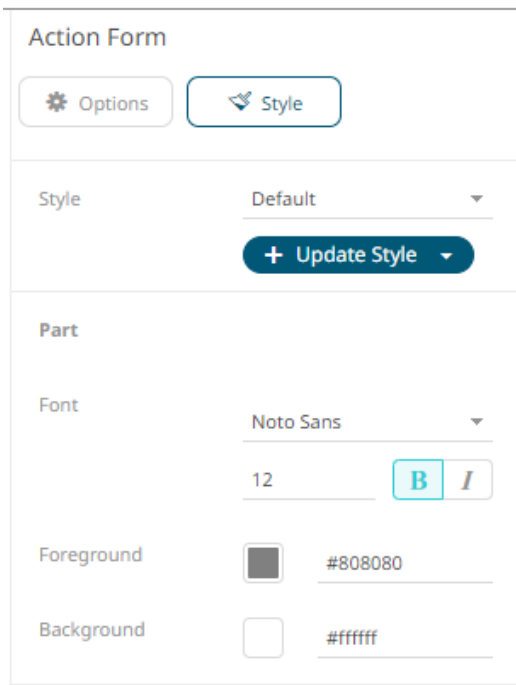 Action Form
Options Style
Style Default
+ Update Style
Part
Font Noto Sans
12 B I
Foreground #808080
Background #ffffff